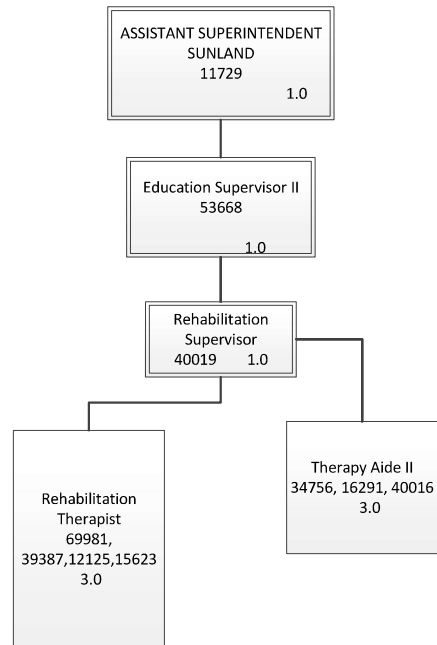 ASSISTANT SUPERINTENDENT
SUNLAND
11729
1.0
Education Supervisor II
53668
1.0
Rehabilitation
Supervisor
40019 1.0
Rehabilitation
Therapist
69981,
39387,12125,15623
3.0
Therapy Aide II
34756, 16291, 40016
3.0